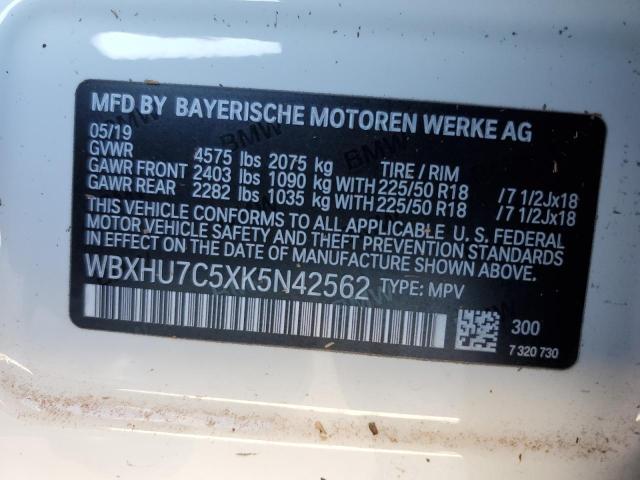 MFD BY BAYERISCHE MOTOREN WERKE AG
05/19
GVWR 4575 lbs 2075 kg TIRE / RIM
GAWR FRONT 2403 lbs 1090 kg WITH 225/50 R18 /7 1/2Jx18
GAWR REAR 2282 lbs 1035 kg WITH 225/50 R18 /7 1/2Jx18
THIS VEHICLE CONFORMS TO ALL APPLICABLE U.S. FEDERAL
MOTOR VEHICLE SAFETY AND THEFT PREVENTION STANDARDS
IN EFFECT ON THE DATE OF MANUFACTURE SHOWN ABOVE.
WBXHU7C5XK5N42562 TYPE: MPV
300
7 320 730